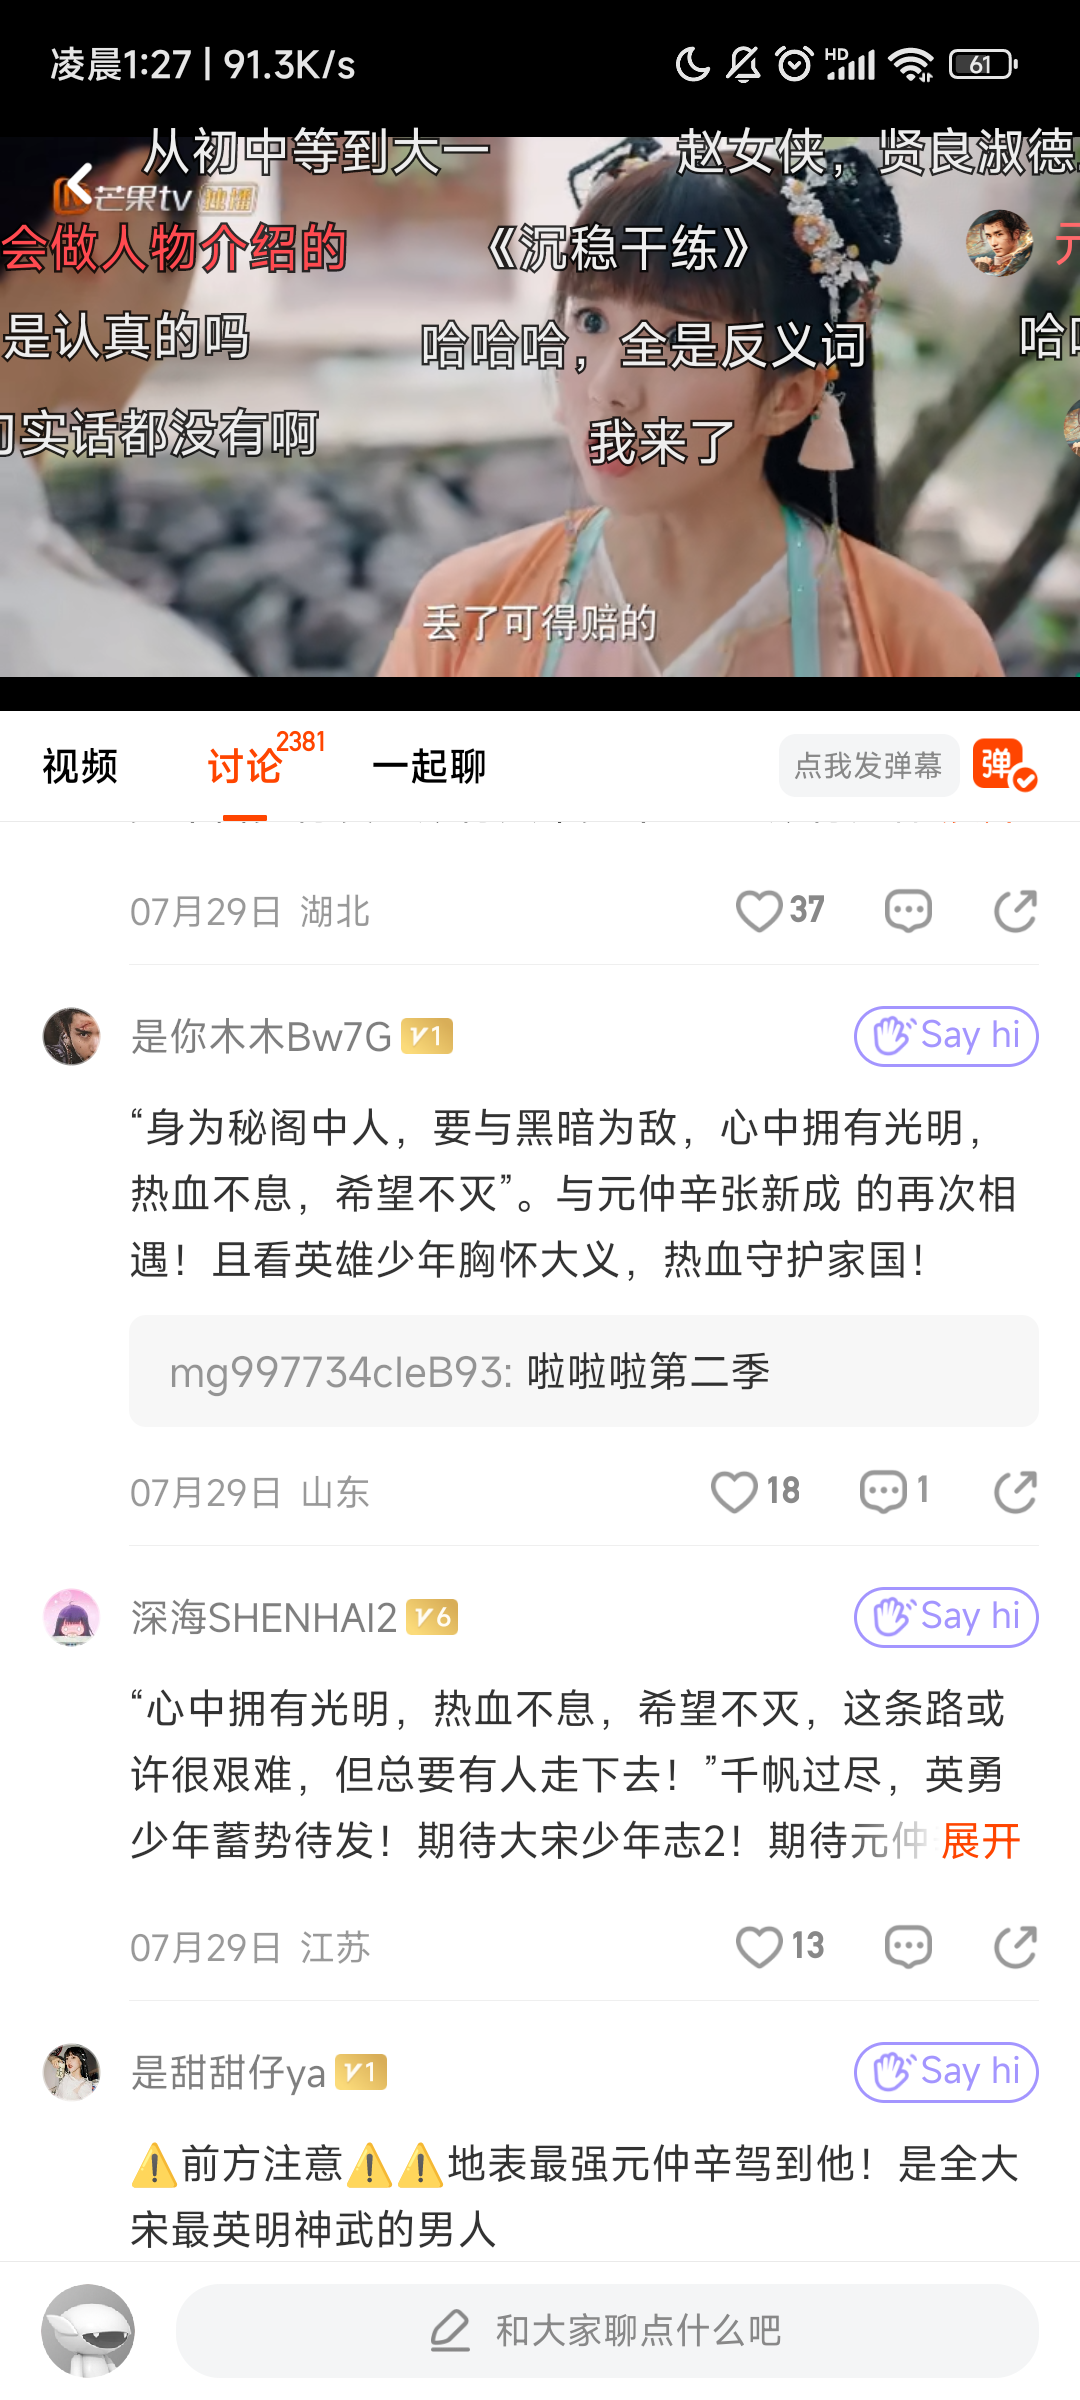 凌晨1:27 | 91.3K/s
HD
61
从初中等到大一
赵女侠，贤良淑德
芒果tv 独播
会做人物介绍的
《沉稳干练》
元
是认真的吗
哈哈哈，全是反义词
哈
实话都没有啊
我来了
丢了可得赔的
视频
讨论
2381
一起聊
点我发弹幕
弹
07月29日 湖北
37
是你木木Bw7G
V1
Say hi
“身为秘阁中人，要与黑暗为敌，心中拥有光明，
热血不息，希望不灭”。与元仲辛张新成 的再次相
遇！且看英雄少年胸怀大义，热血守护家国！
mg997734cleB93: 啦啦啦第二季
07月29日 山东
18
1
深海SHENHAI2
V6
Say hi
“心中拥有光明，热血不息，希望不灭，这条路或
许很艰难，但总要有人走下去！”千帆过尽，英勇
少年蓄势待发！期待大宋少年志2！期待元仲 展开
07月29日 江苏
13
是甜甜仔ya
V1
Say hi
⚠️前方注意⚠️⚠️地表最强元仲辛驾到他！是全大
宋最英明神武的男人
和大家聊点什么吧